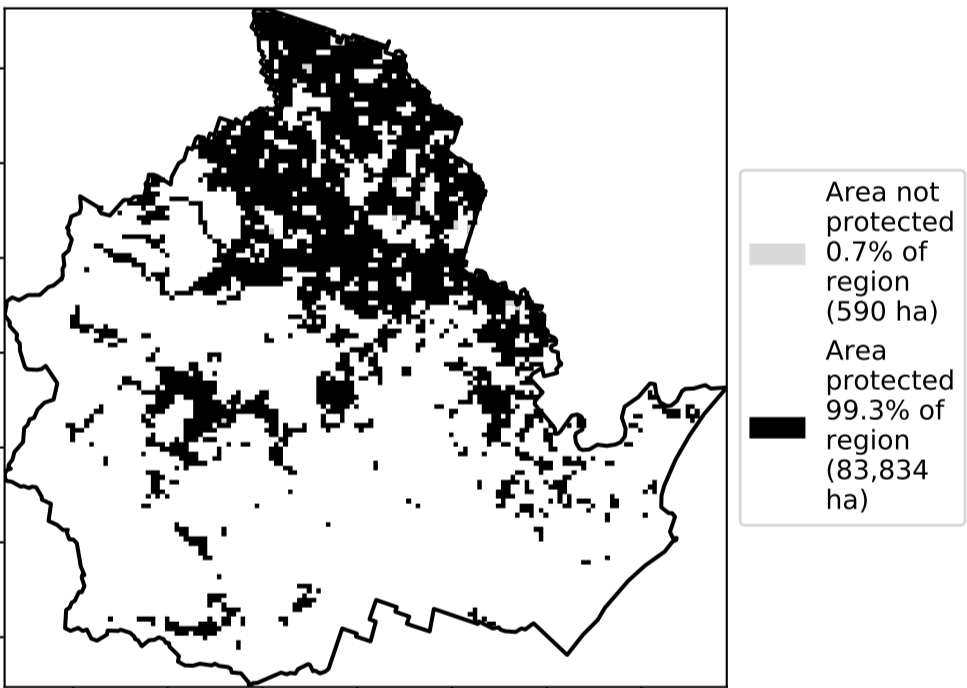 Area not
protected
0.7% of
region
(590 ha)
Area
protected
99.3% of
region
(83,834
ha)